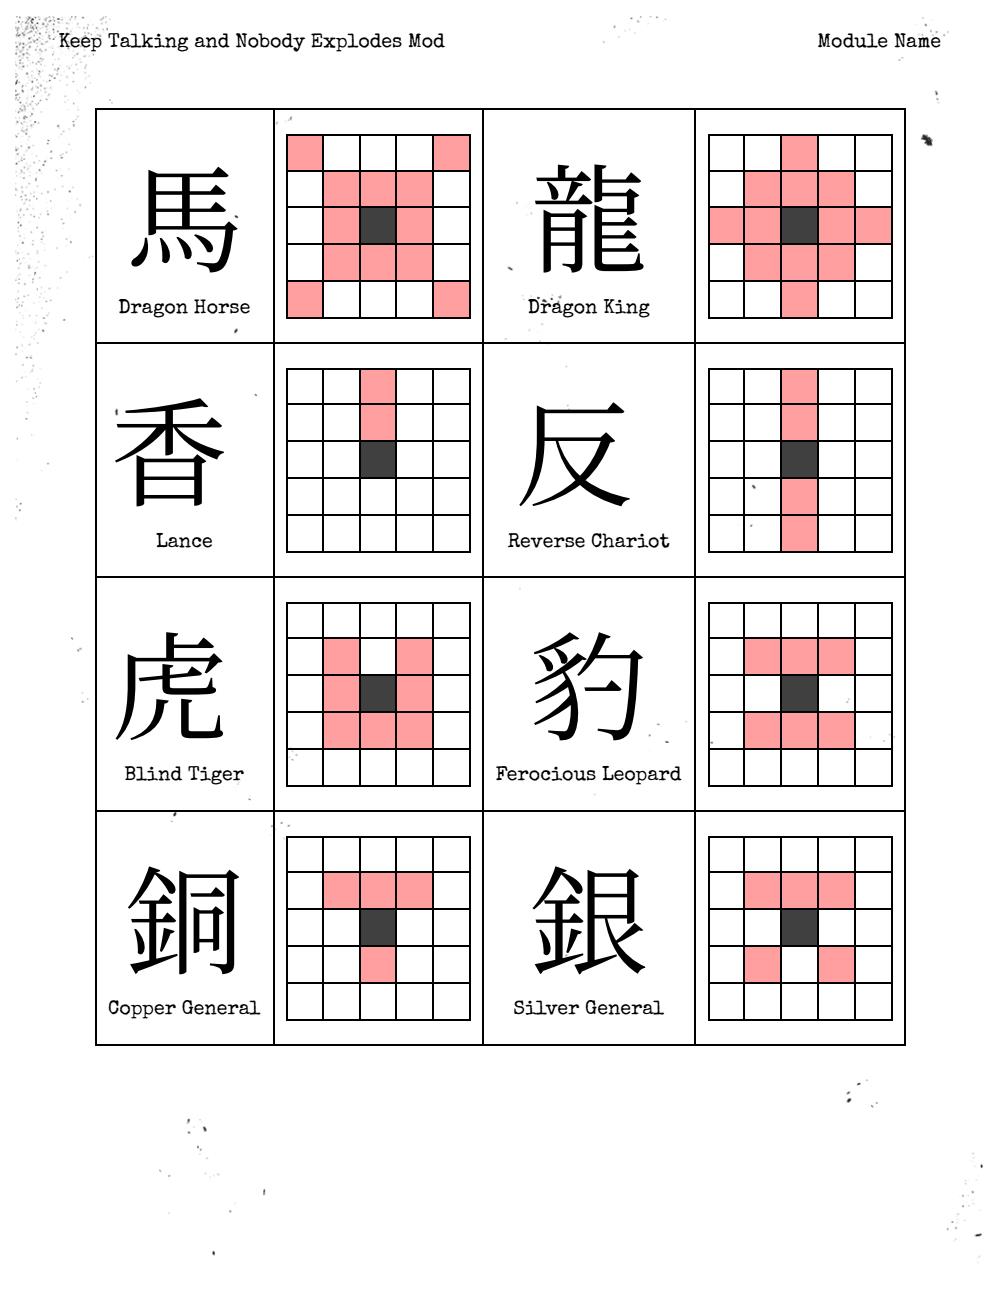 Keep Talking and Nobody Explodes Mod
Module Name
馬
Dragon Horse
龍
Dragon King
香
Lance
反
Reverse Chariot
虎
Blind Tiger
豹
Ferocious Leopard
銅
Copper General
銀
Silver General